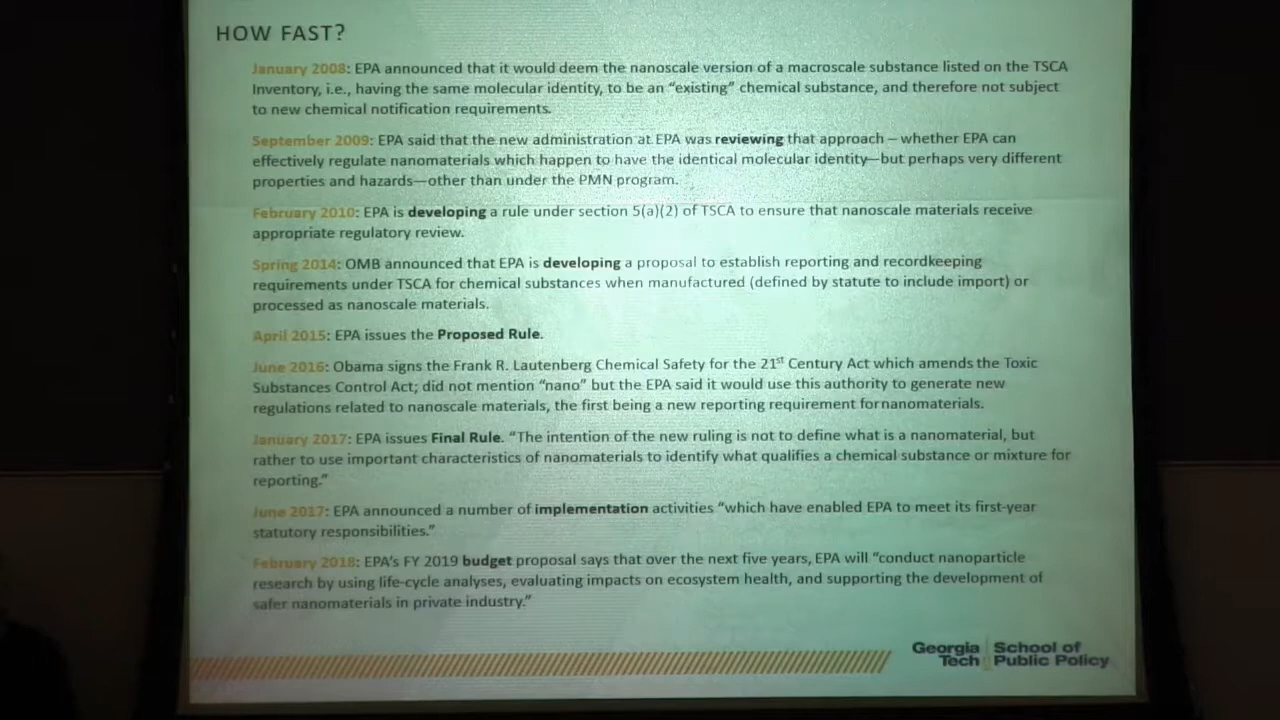 HOW FAST?
January 2008: EPA announced that it would deem the nanoscale version of a macroscale substance listed on the TSCA
Inventory, i.e., having the same molecular identity, to be an “existing” chemical substance, and therefore not subject
to new chemical notification requirements.
September 2009: EPA said that the new administration at EPA was reviewing that approach – whether EPA can
effectively regulate nanomaterials which happen to have the identical molecular identity—but perhaps very different
properties and hazards—other than under the PMN program.
February 2010: EPA is developing a rule under section 5(a)(2) of TSCA to ensure that nanoscale materials receive
appropriate regulatory review.
Spring 2014: OMB announced that EPA is developing a proposal to establish reporting and recordkeeping
requirements under TSCA for chemical substances when manufactured (defined by statute to include import) or
processed as nanoscale materials.
April 2015: EPA issues the Proposed Rule.
June 2016: Obama signs the Frank R. Lautenberg Chemical Safety for the 21st Century Act which amends the Toxic
Substances Control Act; did not mention “nano” but the EPA said it would use this authority to generate new
regulations related to nanoscale materials, the first being a new reporting requirement fornanomaterials.
January 2017: EPA issues Final Rule. “The intention of the new ruling is not to define what is a nanomaterial, but
rather to use important characteristics of nanomaterials to identify what qualifies a chemical substance or mixture for
reporting.”
June 2017: EPA announced a number of implementation activities “which have enabled EPA to meet its first-year
statutory responsibilities.”
February 2018: EPA’s FY 2019 budget proposal says that over the next five years, EPA will “conduct nanoparticle
research by using life-cycle analyses, evaluating impacts on ecosystem health, and supporting the development of
safer nanomaterials in private industry.”
Georgia Tech School of Public Policy